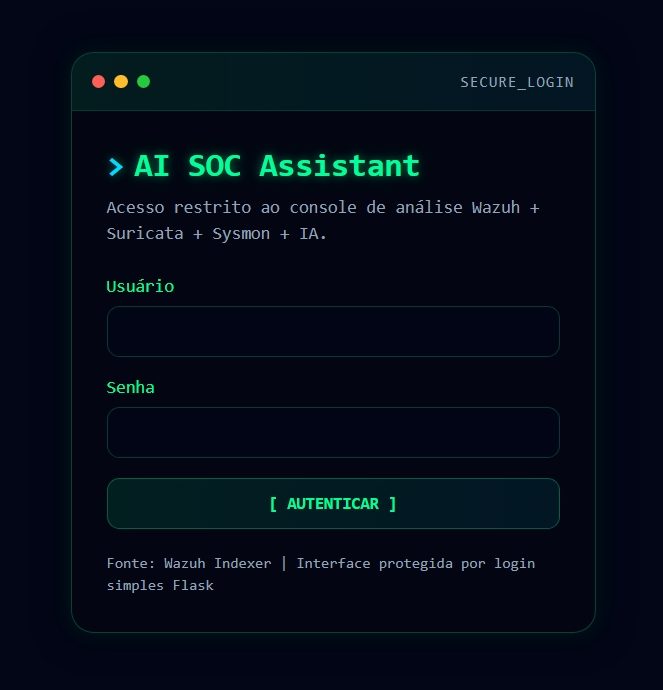 SECURE_LOGIN
> AI SOC Assistant
Acesso restrito ao console de análise Wazuh +
Suricata + Sysmon + IA.
Usuário
Senha
[ AUTENTICAR ]
Fonte: Wazuh Indexer | Interface protegida por login
simples Flask